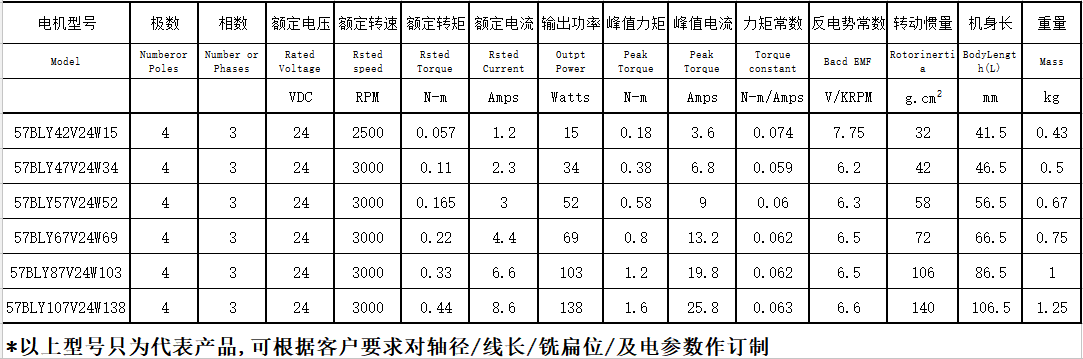 电机型号 极数 相数 额定电压 额定转速 额定转矩 额定电流 输出功率 峰值力矩 峰值电流 力矩常数 反电势常数 转动惯量 机身长 重量
Model Numberor Poles Number or Phases Rated Voltage Rsted speed Rsted Torque Rsted Current Outpt Power Peak Torque Peak Torque Torque constant Bacd EMF Rotorinertia BodyLength(L) Mass
VDC RPM N-m Amps Watts N-m Amps N-m/Amps V/KRPM g.cm² mm kg
57BLY42V24W15 4 3 24 2500 0.057 1.2 15 0.18 3.6 0.074 7.75 32 41.5 0.43
57BLY47V24W34 4 3 24 3000 0.11 2.3 34 0.38 6.8 0.059 6.2 42 46.5 0.5
57BLY57V24W52 4 3 24 3000 0.165 3 52 0.58 9 0.06 6.3 58 56.5 0.67
57BLY67V24W69 4 3 24 3000 0.22 4.4 69 0.8 13.2 0.062 6.5 72 66.5 0.75
57BLY87V24W103 4 3 24 3000 0.33 6.6 103 1.2 19.8 0.062 6.5 106 86.5 1
57BLY107V24W138 4 3 24 3000 0.44 8.6 138 1.6 25.8 0.063 6.6 140 106.5 1.25
*以上型号只为代表产品,可根据客户要求对轴径/线长/铣扁位/及电参数作订制